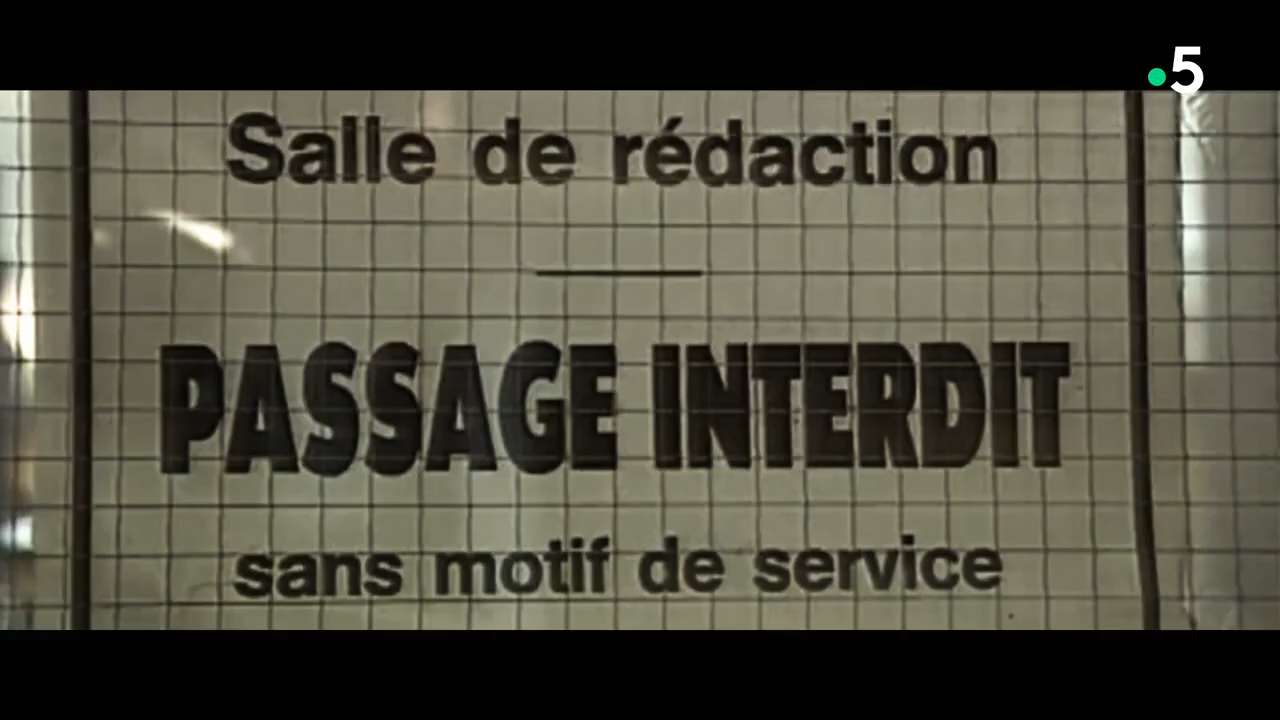 5
Salle de rédaction
PASSAGE INTERDIT
sans motif de service